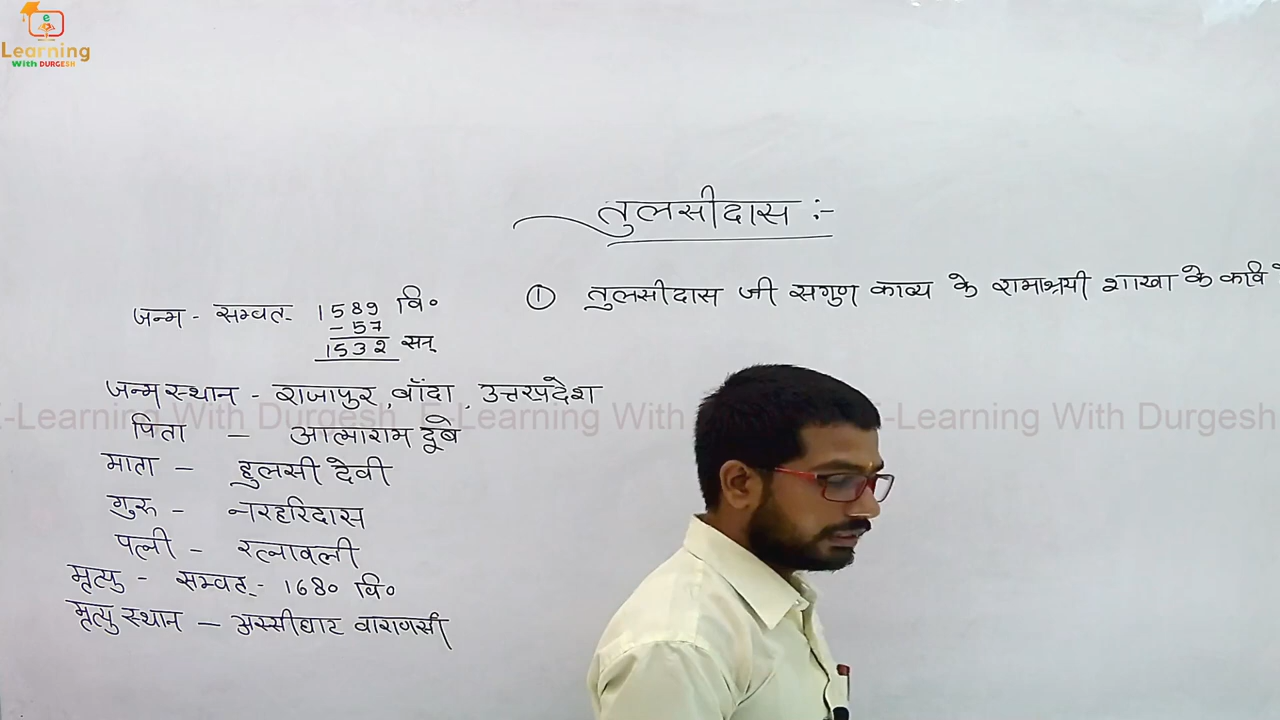 e
Learning
With DURGESH
तुलसीदास :-
① तुलसीदास जी सगुण काव्य के रामाश्रयी शाखा के कवि
जन्म - सम्वत - 1589 वि०
- 57
1532 सन्
जन्म स्थान - राजापुर, बाँदा, उत्तरप्रदेश
पिता - आत्माराम दूबे
माता - हुलसी देवी
गुरु - नरहरिदास
पत्नी - रत्नावली
मृत्यु - सम्वत - 1680 वि०
मृत्यु स्थान - अस्सीघाट वाराणसी
E-Learning With Durgesh E-Learning With E-Learning With Durgesh